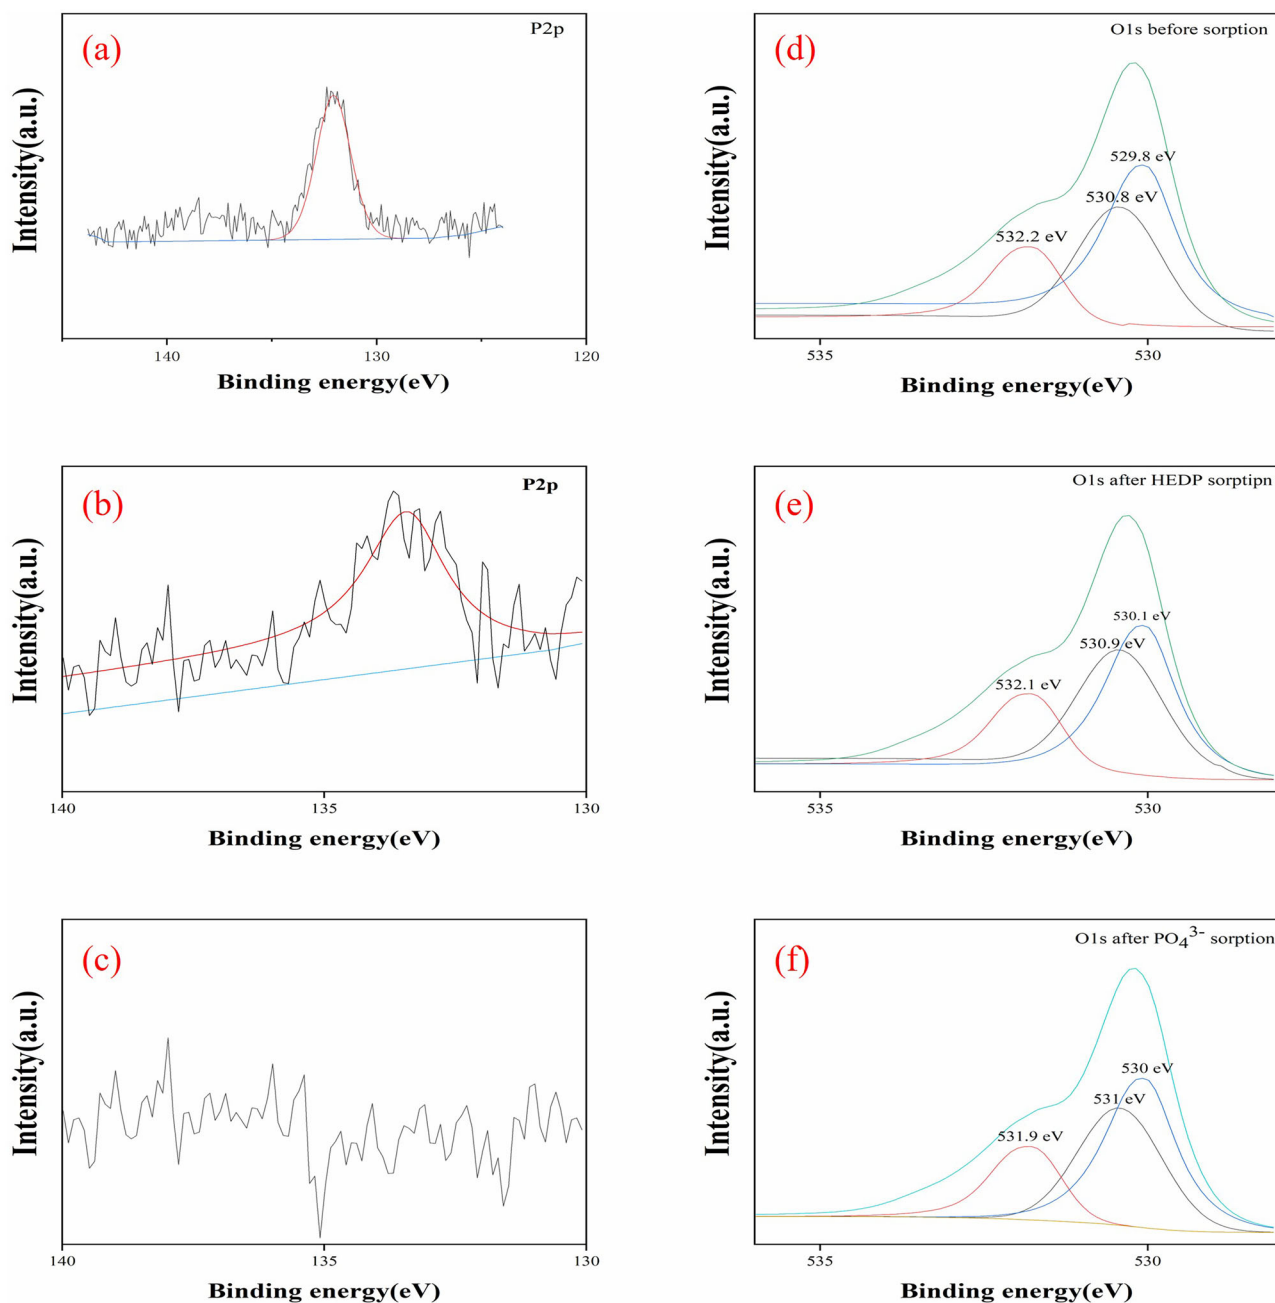 (a)
P2p
Intensity(a.u.)
140
130
120
Binding energy(eV)
(d)
O1s before sorption
529.8 eV
530.8 eV
532.2 eV
Intensity(a.u.)
535
530
Binding energy(eV)
(b)
P2p
Intensity(a.u.)
140
135
130
Binding energy(eV)
(e)
O1s after HEDP sorptipn
530.1 eV
530.9 eV
532.1 eV
Intensity(a.u.)
535
530
Binding energy(eV)
(c)
Intensity(a.u.)
140
135
130
Binding energy(eV)
(f)
O1s after PO4 3- sorption
530 eV
531 eV
531.9 eV
Intensity(a.u.)
535
530
Binding energy(eV)